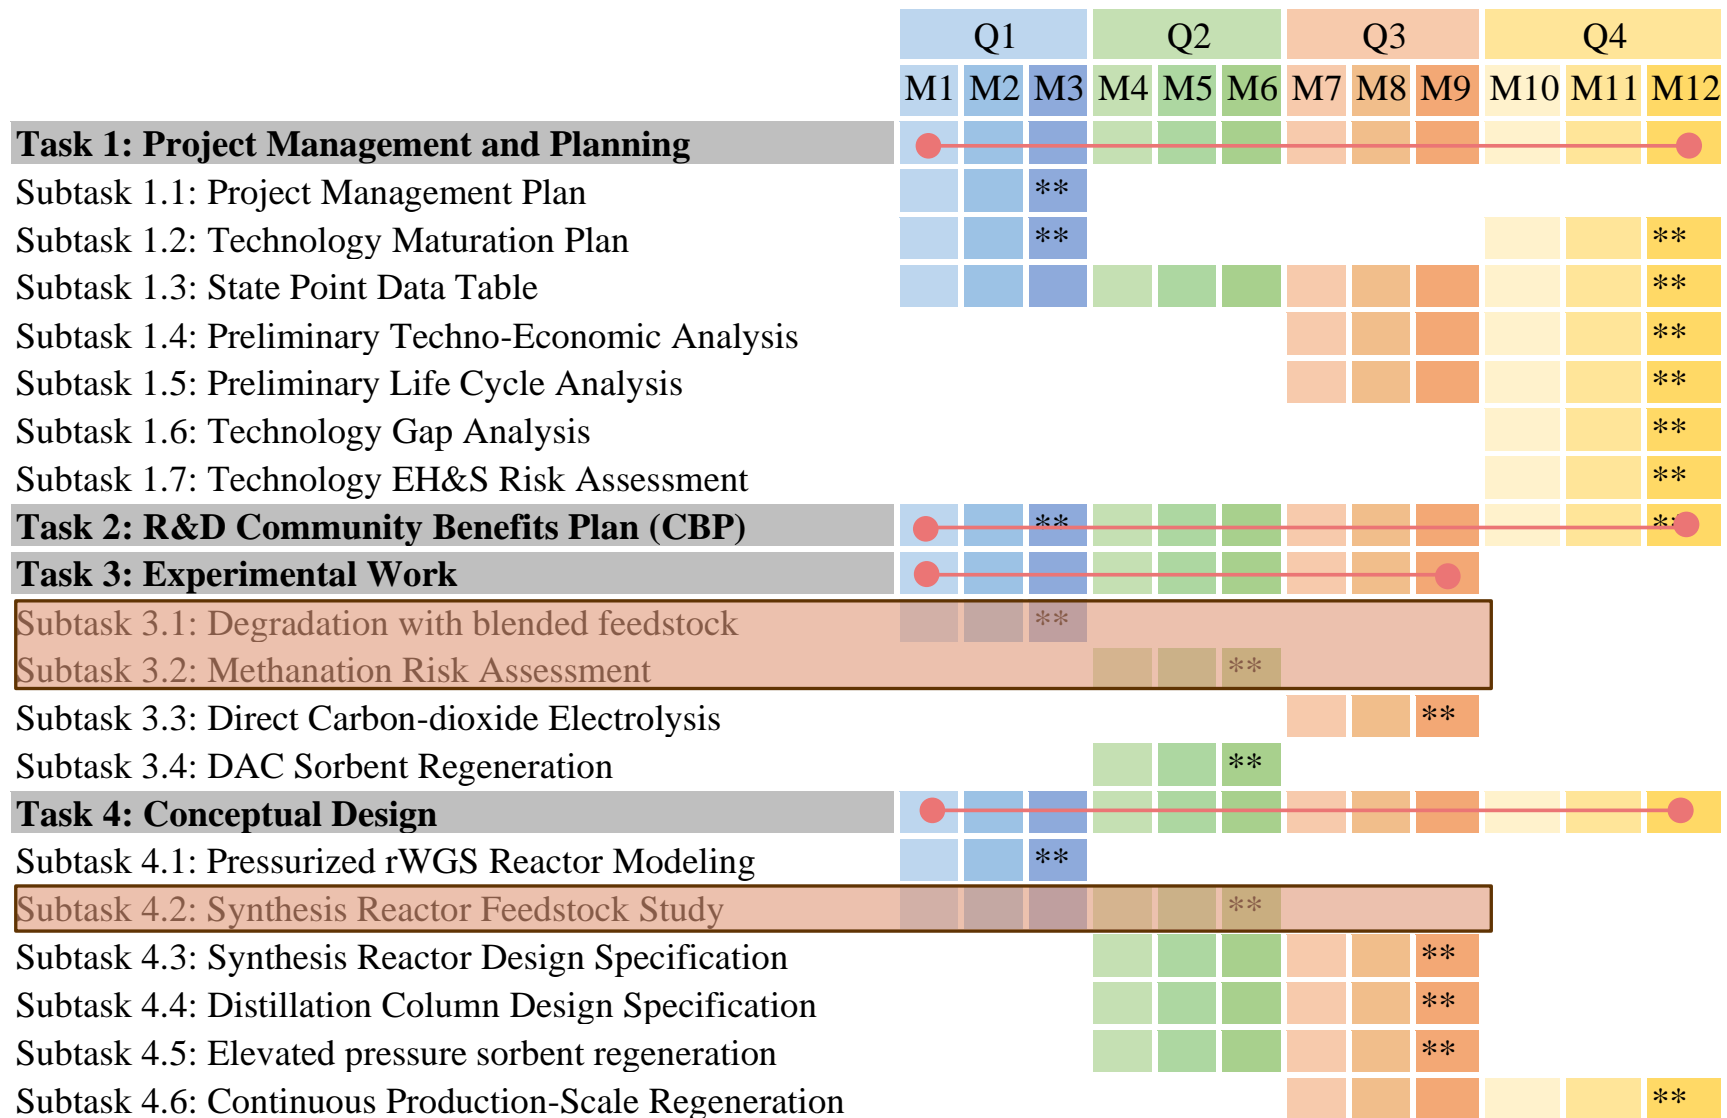 Q1 Q2 Q3 Q4
M1 M2 M3 M4 M5 M6 M7 M8 M9 M10 M11 M12
Task 1: Project Management and Planning
Subtask 1.1: Project Management Plan **
Subtask 1.2: Technology Maturation Plan ** **
Subtask 1.3: State Point Data Table **
Subtask 1.4: Preliminary Techno-Economic Analysis **
Subtask 1.5: Preliminary Life Cycle Analysis **
Subtask 1.6: Technology Gap Analysis **
Subtask 1.7: Technology EH&S Risk Assessment **
Task 2: R&D Community Benefits Plan (CBP) ** **
Task 3: Experimental Work
Subtask 3.1: Degradation with blended feedstock **
Subtask 3.2: Methanation Risk Assessment **
Subtask 3.3: Direct Carbon-dioxide Electrolysis **
Subtask 3.4: DAC Sorbent Regeneration **
Task 4: Conceptual Design
Subtask 4.1: Pressurized rWGS Reactor Modeling **
Subtask 4.2: Synthesis Reactor Feedstock Study **
Subtask 4.3: Synthesis Reactor Design Specification **
Subtask 4.4: Distillation Column Design Specification **
Subtask 4.5: Elevated pressure sorbent regeneration **
Subtask 4.6: Continuous Production-Scale Regeneration **